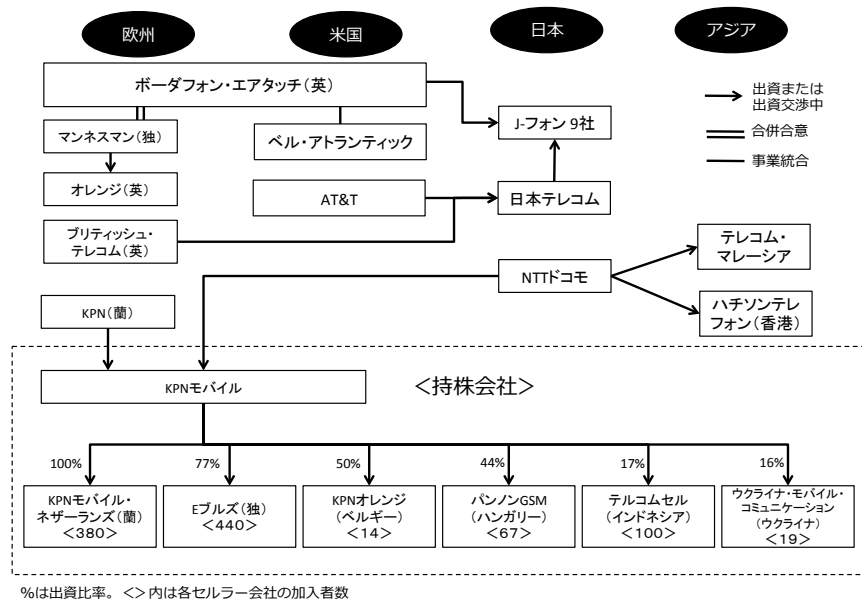 欧州
米国
日本
アジア
ボーダフォン・エアタッチ(英)
出資または
出資交渉中
合併合意
事業統合
マンネスマン(独)
ベル・アトランティック
J-フォン 9社
オレンジ(英)
AT&T
日本テレコム
ブリティッシュ・
テレコム(英)
テレコム・
マレーシア
NTTドコモ
ハチソンテレ
フォン(香港)
KPN(蘭)
KPNモバイル
<持株会社>
100%
77%
50%
44%
17%
16%
KPNモバイル・
ネザーランズ(蘭)
<380>
Eブルズ(独)
<440>
KPNオレンジ
(ベルギー)
<14>
パンノンGSM
(ハンガリー)
<67>
テルコムセル
(インドネシア)
<100>
ウクライナ・モバイル・
コミュニケーション
(ウクライナ)
<19>
%は出資比率。<>内は各セルラー会社の加入者数